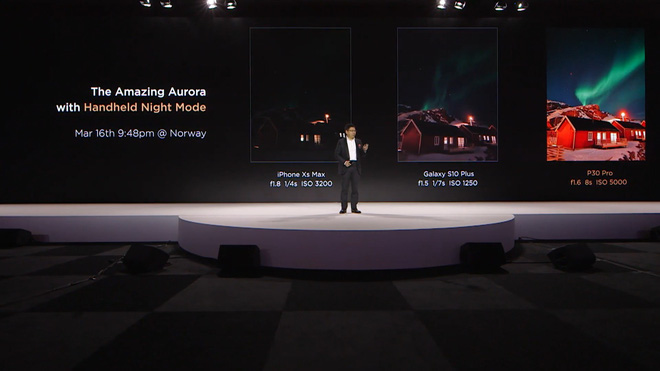 The Amazing Aurora
with Handheld Night Mode
Mar 16th 9:48pm @ Norway
iPhone Xs Max
f1.8 1/4s ISO 3200
Galaxy S10 Plus
f1.5 1/7s ISO 1250
P30 Pro
f1.6 8s ISO 5000